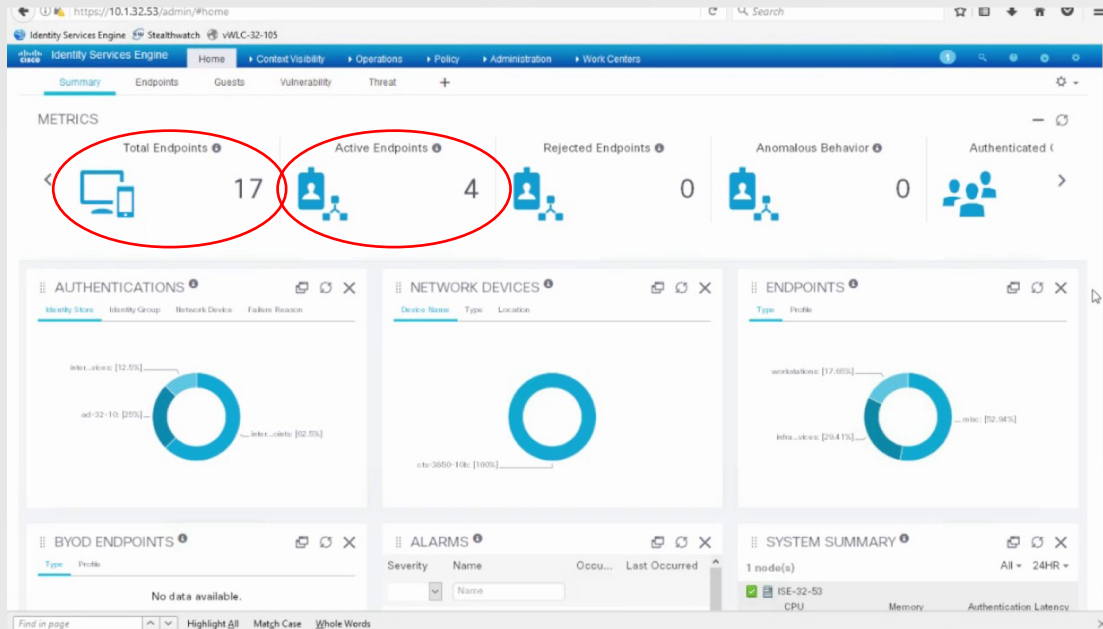 https://10.1.32.53/admin/#home
Search
Identity Services Engine Stealthwatch vWLC-32-105
cisco Identity Services Engine Home Context Visibility Operations Policy Administration Work Centers 1
Summary Endpoints Guests Vulnerability Threat +
METRICS
Total Endpoints Active Endpoints Rejected Endpoints Anomalous Behavior Authenticated (
17 4 0 0
AUTHENTICATIONS
Identity Store Identity Group Network Device Failure Reason
inter...vices: [12.5%]
ad-32-10: [25%]
inter...oints: [62.5%]
NETWORK DEVICES
Device Name Type Location
cts-3650-10b: [100%]
ENDPOINTS
Type Profile
workstations: [17.65%]
misc: [52.94%]
infra...vices: [29.41%]
BYOD ENDPOINTS
Type Profile
No data available.
ALARMS
Severity Name Occu... Last Occurred
Name
SYSTEM SUMMARY
1 node(s) All 24HR
ISE-32-53
CPU Memory Authentication Latency
Find in page Highlight All Match Case Whole Words